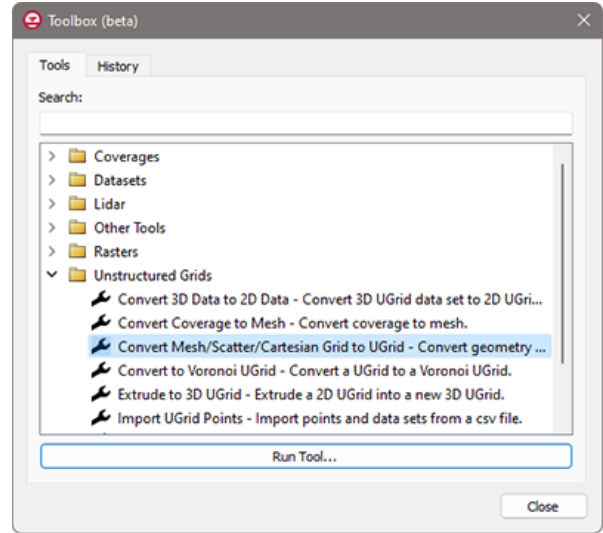 Toolbox (beta)
Tools
History
Search:
Coverages
Datasets
Lidar
Other Tools
Rasters
Unstructured Grids
Convert 3D Data to 2D Data - Convert 3D UGrid data set to 2D UGri...
Convert Coverage to Mesh - Convert coverage to mesh.
Convert Mesh/Scatter/Cartesian Grid to UGrid - Convert geometry ...
Convert to Voronoi UGrid - Convert a UGrid to a Voronoi UGrid.
Extrude to 3D UGrid - Extrude a 2D UGrid into a new 3D UGrid.
Import UGrid Points - Import points and data sets from a csv file.
Run Tool...
Close